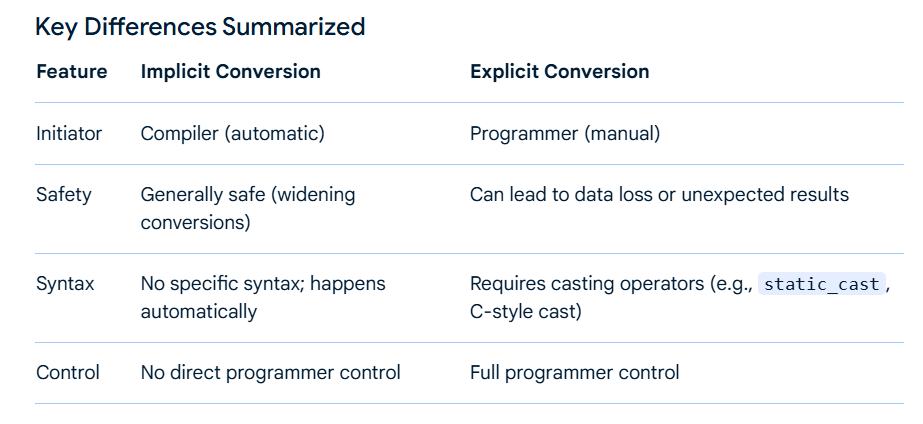 Key Differences Summarized
Feature Implicit Conversion Explicit Conversion
Initiator Compiler (automatic) Programmer (manual)
Safety Generally safe (widening conversions) Can lead to data loss or unexpected results
Syntax No specific syntax; happens automatically Requires casting operators (e.g., static_cast, C-style cast)
Control No direct programmer control Full programmer control